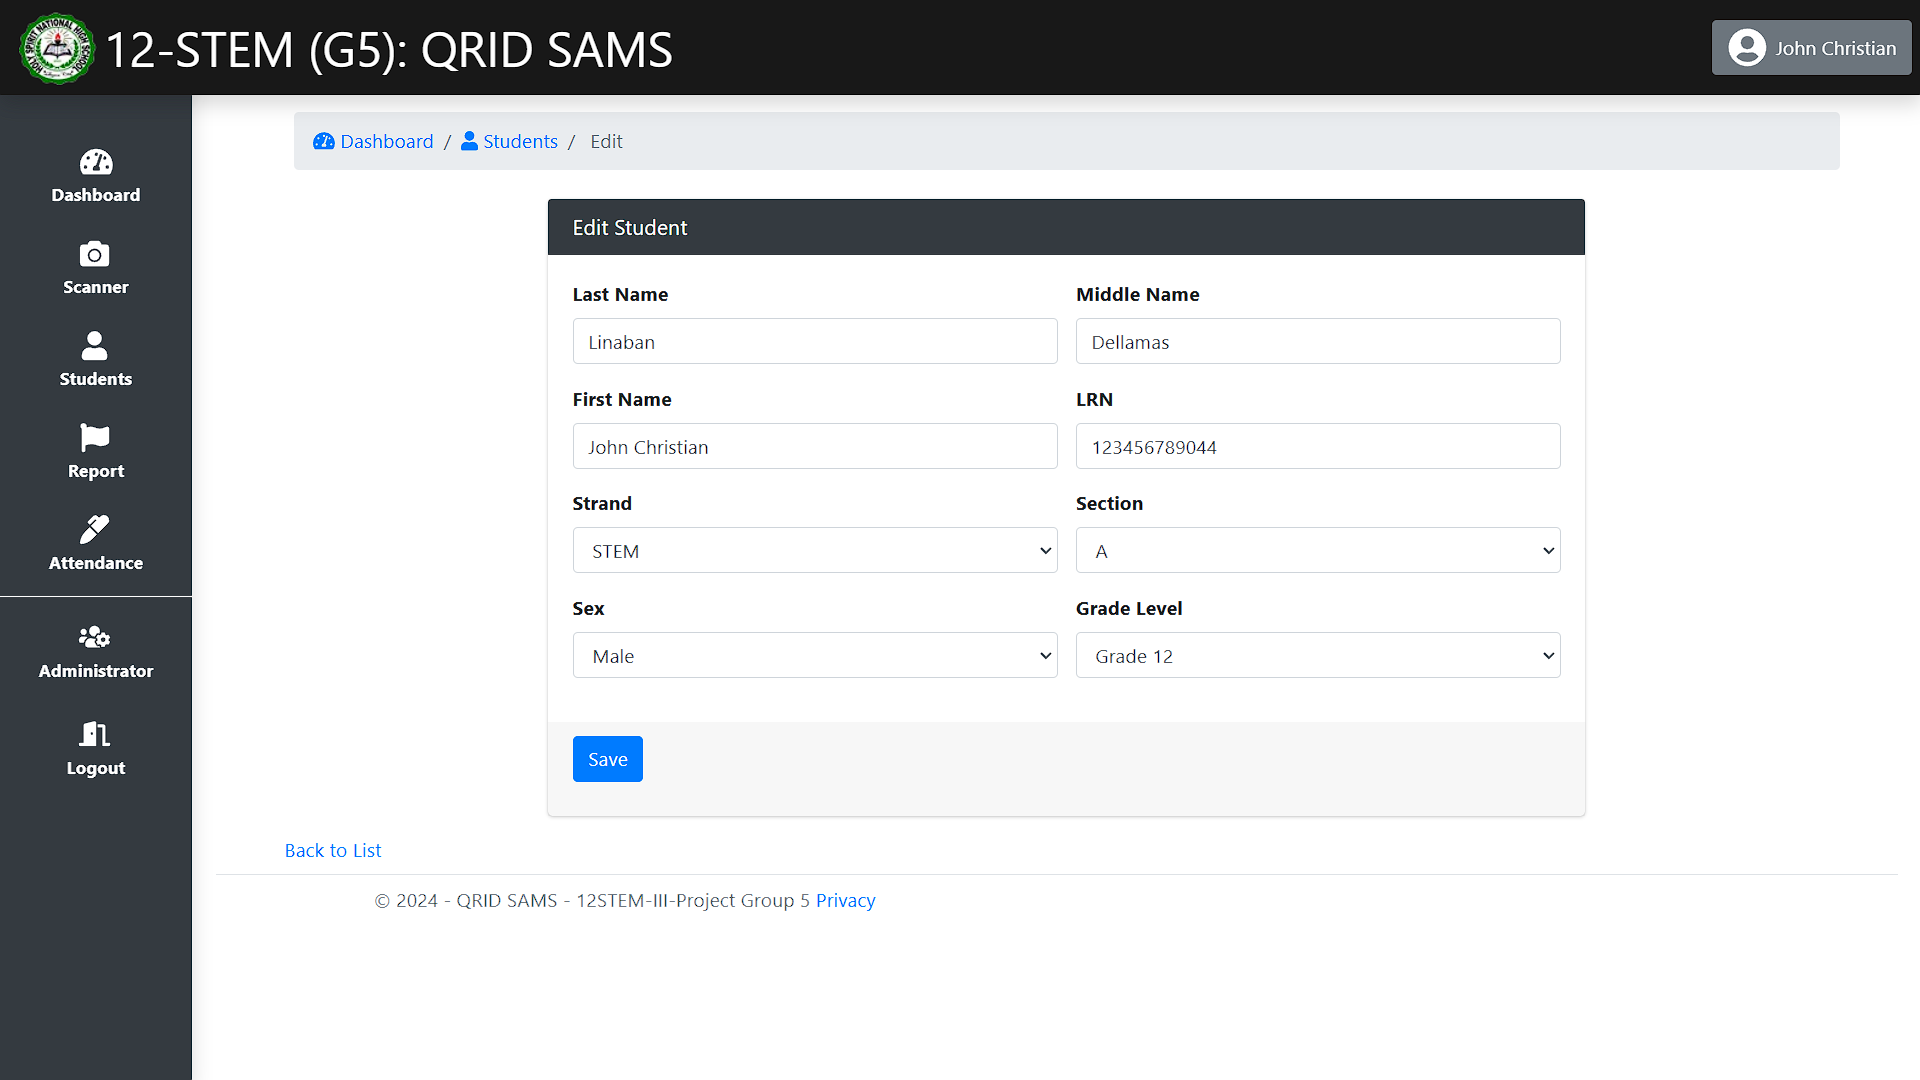 12-STEM (G5): QRID SAMS
John Christian
Dashboard
Scanner
Students
Report
Attendance
Administrator
Logout
Dashboard / Students / Edit
Edit Student
Last Name
Linaban
Middle Name
Dellamas
First Name
John Christian
LRN
123456789044
Strand
STEM
Section
A
Sex
Male
Grade Level
Grade 12
Save
Back to List
© 2024 - QRID SAMS - 12STEM-III-Project Group 5 Privacy